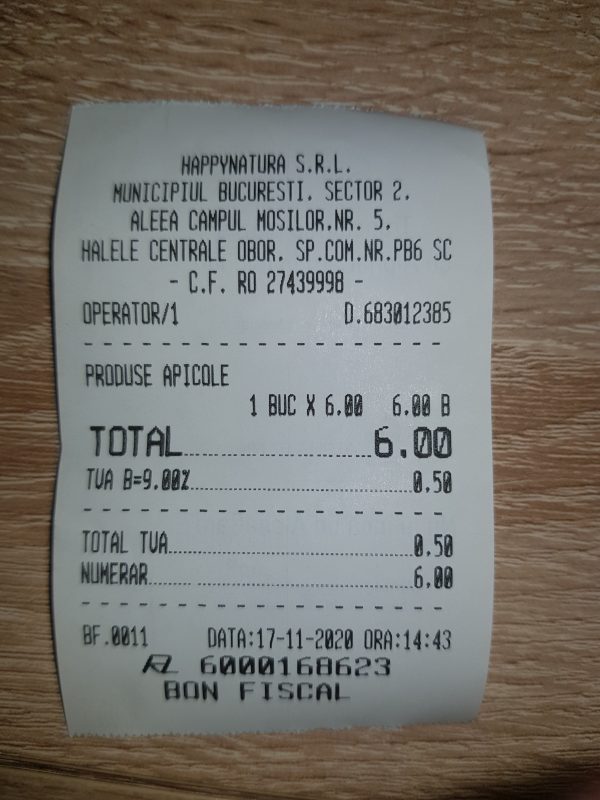 HAPPYNATURA S.R.L.
MUNICIPIUL BUCURESTI, SECTOR 2,
ALEEA CAMPUL MOSILOR,NR. 5,
HALELE CENTRALE OBOR, SP.COM.NR.PB6 SC
- C.F. RO 27439998 -
OPERATOR/1 D.683012385
PRODUSE APICOLE
1 BUC X 6.00 6.00 B
TOTAL 6.00
TVA B=9.00% 0.50
TOTAL TVA 0.50
NUMERAR 6.00
BF.0011 DATA:17-11-2020 ORA:14:43
6000168623
BON FISCAL